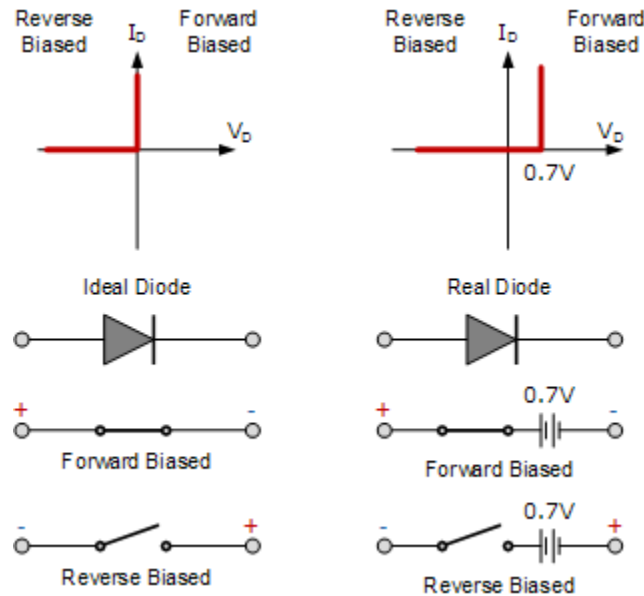 Reverse Biased
I_D
Forward Biased
V_D
Reverse Biased
I_D
Forward Biased
V_D
0.7V
Ideal Diode
Real Diode
+ -
Forward Biased
0.7V
+ -
Forward Biased
- +
Reverse Biased
0.7V
- +
Reverse Biased